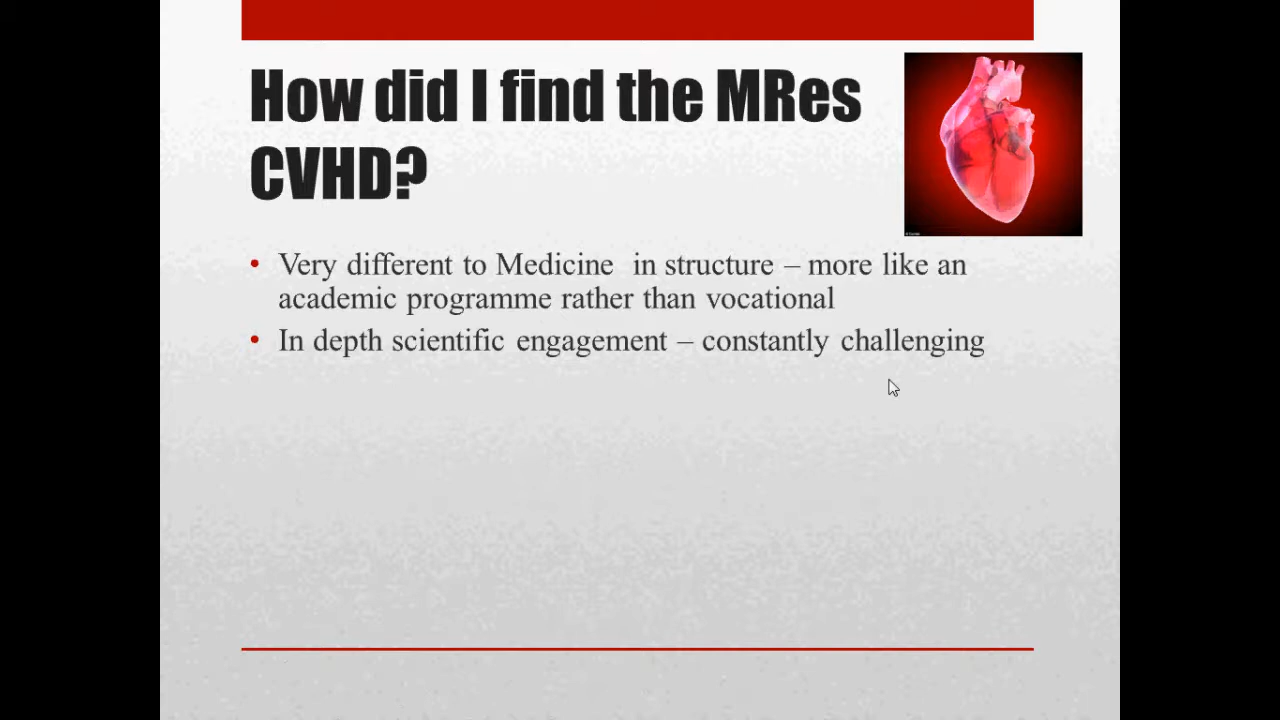 How did I find the MRes
CVHD?
• Very different to Medicine in structure – more like an
academic programme rather than vocational
• In depth scientific engagement – constantly challenging